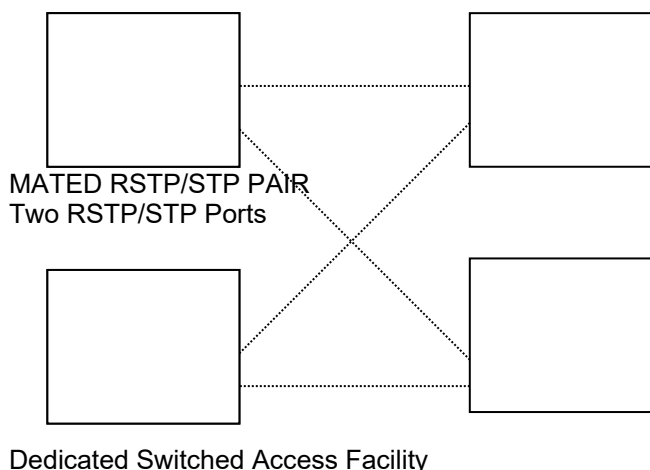 MATED RSTP/STP PAIR
Two RSTP/STP Ports
Dedicated Switched Access Facility